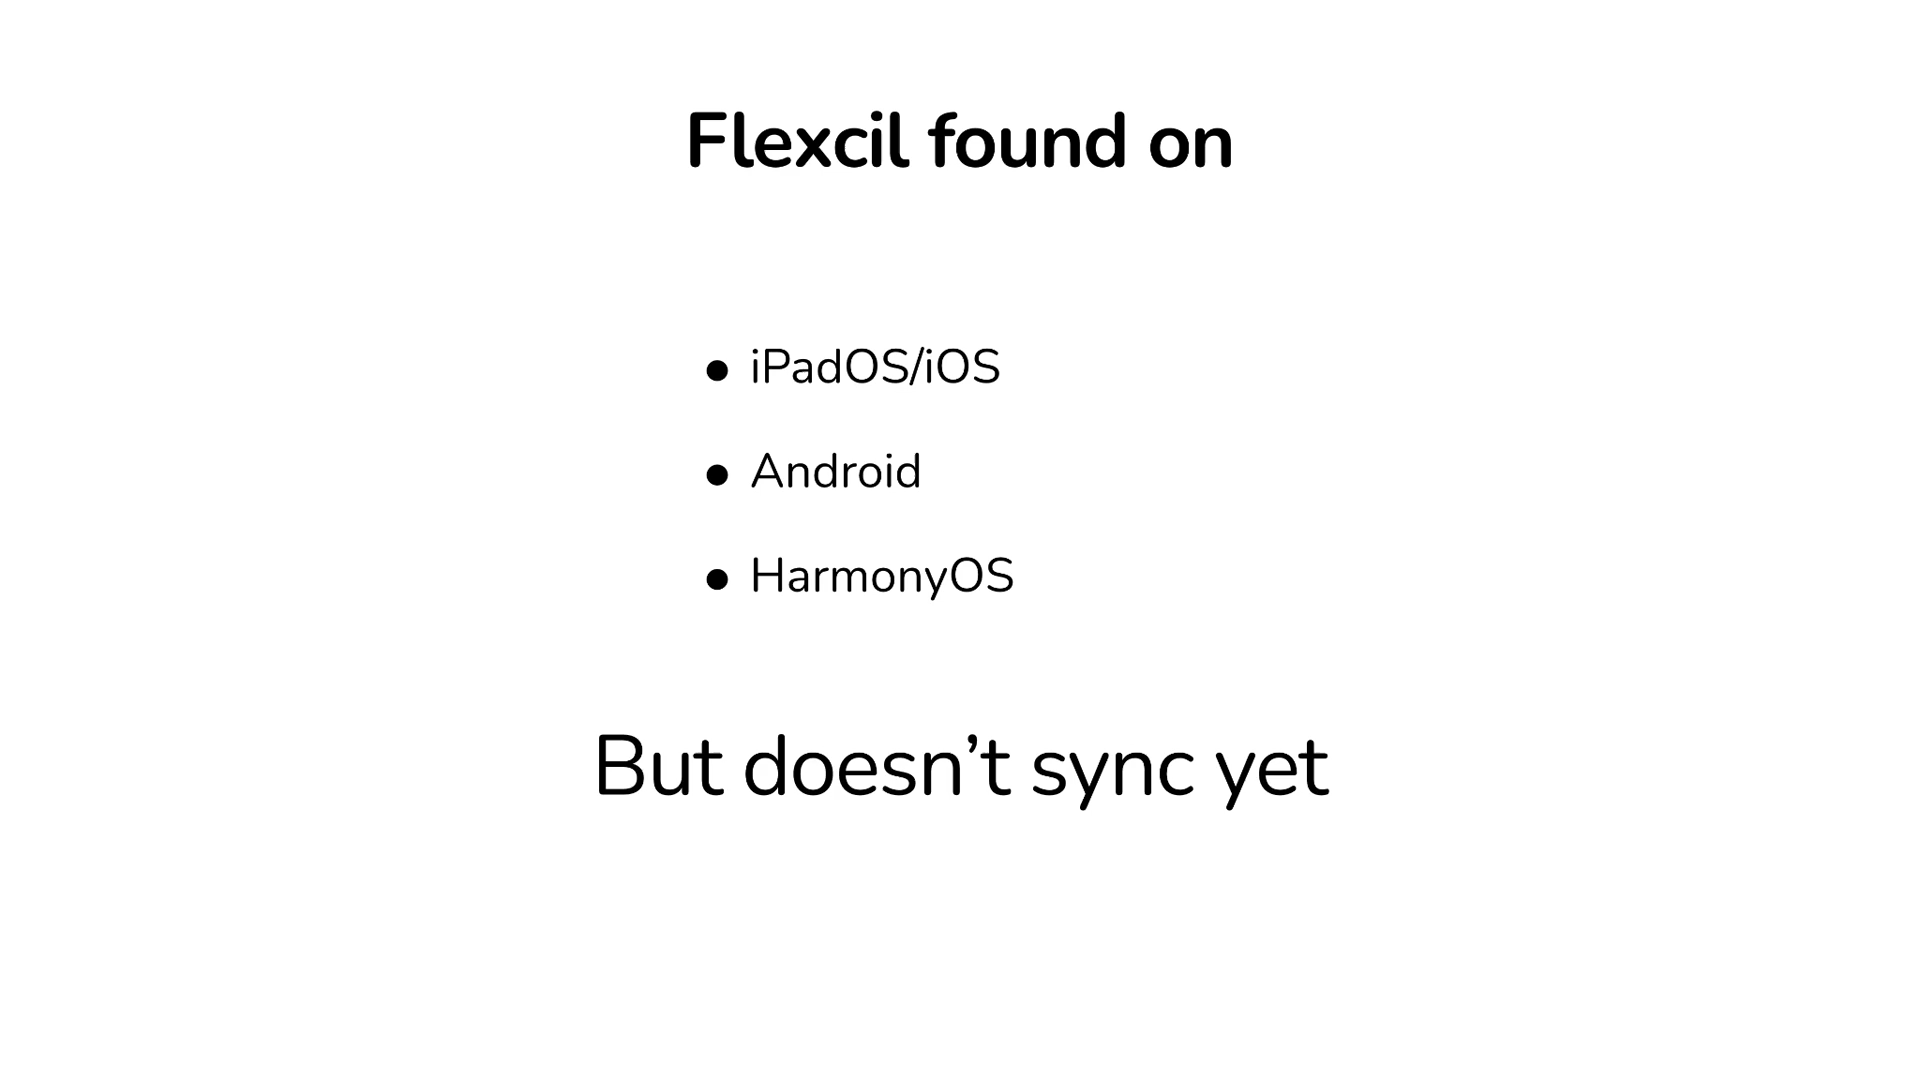 Flexcil found on
● iPadOS/iOS
● Android
● HarmonyOS
But doesn’t sync yet